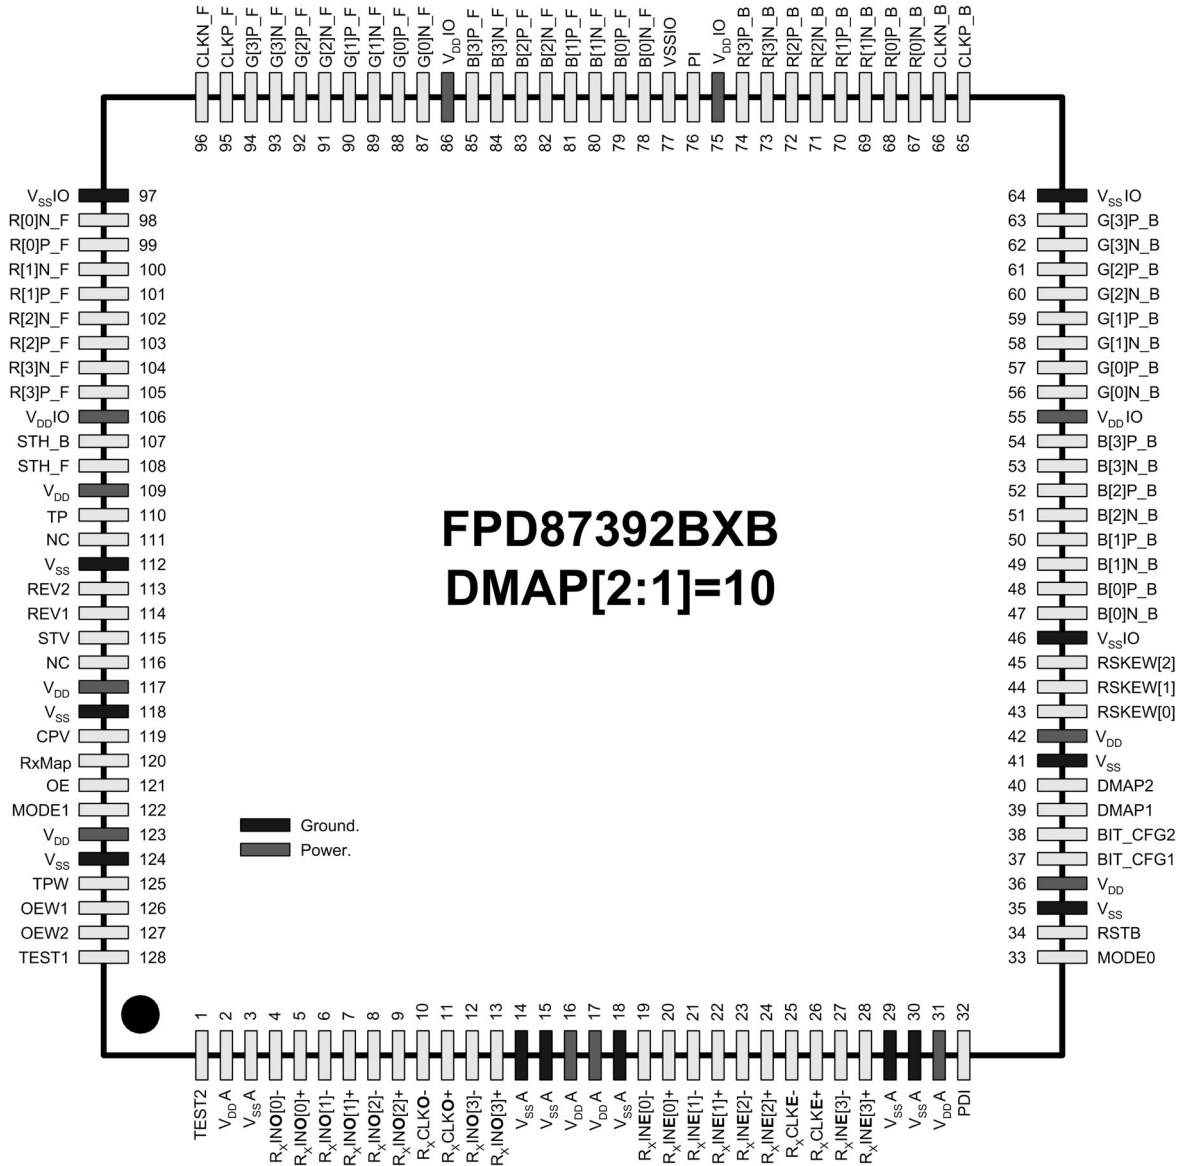 CLKN_F
CLKP_F
G[3]P_F
G[3]N_F
G[2]P_F
G[2]N_F
G[1]P_F
G[1]N_F
G[0]P_F
G[0]N_F
VDDIO
B[3]P_F
B[3]N_F
B[2]P_F
B[2]N_F
B[1]P_F
B[1]N_F
B[0]P_F
B[0]N_F
VSSIO
PI
VDDIO
R[3]P_B
R[3]N_B
R[2]P_B
R[2]N_B
R[1]P_B
R[1]N_B
R[0]P_B
R[0]N_B
CLKN_B
CLKP_B
96
95
94
93
92
91
90
89
88
87
86
85
84
83
82
81
80
79
78
77
76
75
74
73
72
71
70
69
68
67
66
65
VSSIO 97
R[0]N_F 98
R[0]P_F 99
R[1]N_F 100
R[1]P_F 101
R[2]N_F 102
R[2]P_F 103
R[3]N_F 104
R[3]P_F 105
VDDIO 106
STH_B 107
STH_F 108
VDD 109
TP 110
NC 111
VSS 112
REV2 113
REV1 114
STV 115
NC 116
VDD 117
VSS 118
CPV 119
RxMap 120
OE 121
MODE1 122
VDD 123
VSS 124
TPW 125
OEW1 126
OEW2 127
TEST1 128
FPD87392BXB
DMAP[2:1]=10
Ground.
Power.
64 VSSIO
63 G[3]P_B
62 G[3]N_B
61 G[2]P_B
60 G[2]N_B
59 G[1]P_B
58 G[1]N_B
57 G[0]P_B
56 G[0]N_B
55 VDDIO
54 B[3]P_B
53 B[3]N_B
52 B[2]P_B
51 B[2]N_B
50 B[1]P_B
49 B[1]N_B
48 B[0]P_B
47 B[0]N_B
46 VSSIO
45 RSKEW[2]
44 RSKEW[1]
43 RSKEW[0]
42 VDD
41 VSS
40 DMAP2
39 DMAP1
38 BIT_CFG2
37 BIT_CFG1
36 VDD
35 VSS
34 RSTB
33 MODE0
1
2
3
4
5
6
7
8
9
10
11
12
13
14
15
16
17
18
19
20
21
22
23
24
25
26
27
28
29
30
31
32
TEST2
VDDA
VSSA
RXINO[0]-
RXINO[0]+
RXINO[1]-
RXINO[1]+
RXINO[2]-
RXINO[2]+
RXCLKO-
RXCLKO+
RXINO[3]-
RXINO[3]+
VSSA
VSSA
VDDA
VDDA
VSSA
RXINE[0]-
RXINE[0]+
RXINE[1]-
RXINE[1]+
RXINE[2]-
RXINE[2]+
RXCLKE-
RXCLKE+
RXINE[3]-
RXINE[3]+
VSSA
VSSA
VDDA
PDI